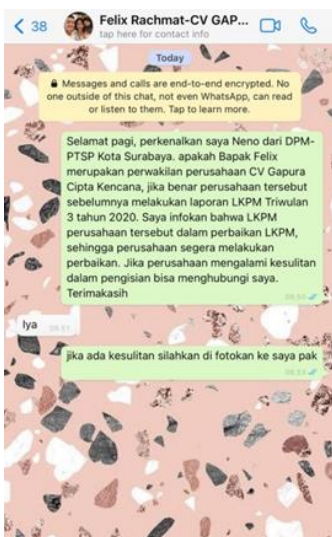 38
Felix Rachmat-CV GAP...
tap here for contact info
Today
Messages and calls are end-to-end encrypted. No
one outside of this chat, not even WhatsApp, can read
or listen to them. Tap to learn more.
Selamat pagi, perkenalkan saya Neno dari DPM-
PTSP Kota Surabaya. apakah Bapak Felix
merupakan perwakilan perusahaan CV Gapura
Cipta Kencana, jika benar perusahaan tersebut
sebelumnya melakukan laporan LKPM Triwulan
3 tahun 2020. Saya infokan bahwa LKPM
perusahaan tersebut dalam perbaikan LKPM,
sehingga perusahaan segera melakukan
perbaikan. Jika perusahaan mengalami kesulitan
dalam pengisian bisa menghubungi saya.
Terimakasih
Iya
jika ada kesulitan silahkan di fotokan ke saya pak